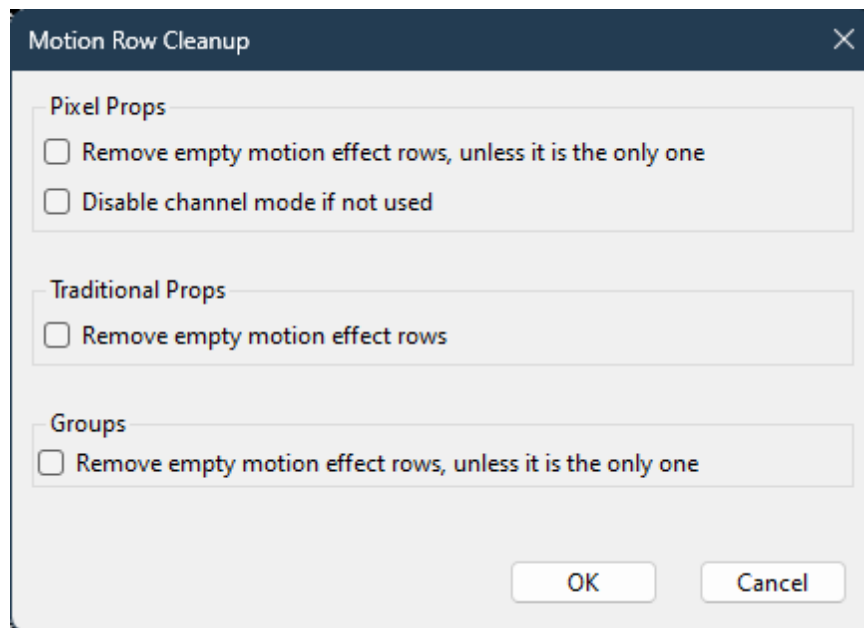 Motion Row Cleanup
Pixel Props
Remove empty motion effect rows, unless it is the only one
Disable channel mode if not used
Traditional Props
Remove empty motion effect rows
Groups
Remove empty motion effect rows, unless it is the only one
OK
Cancel